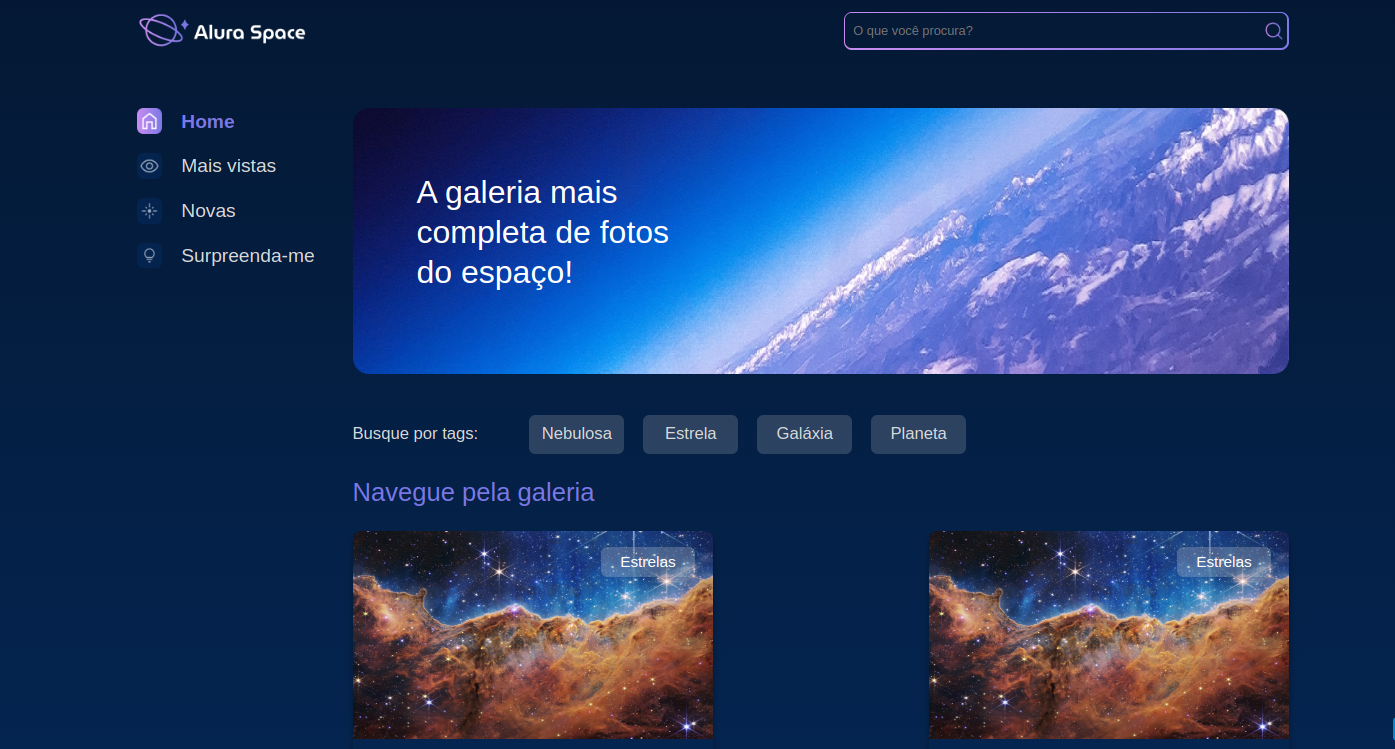 Alura Space
O que você procura?
Home
Mais vistas
Novas
Surpreenda-me
A galeria mais
completa de fotos
do espaço!
Busque por tags:
Nebulosa
Estrela
Galáxia
Planeta
Navegue pela galeria
Estrelas
Estrelas